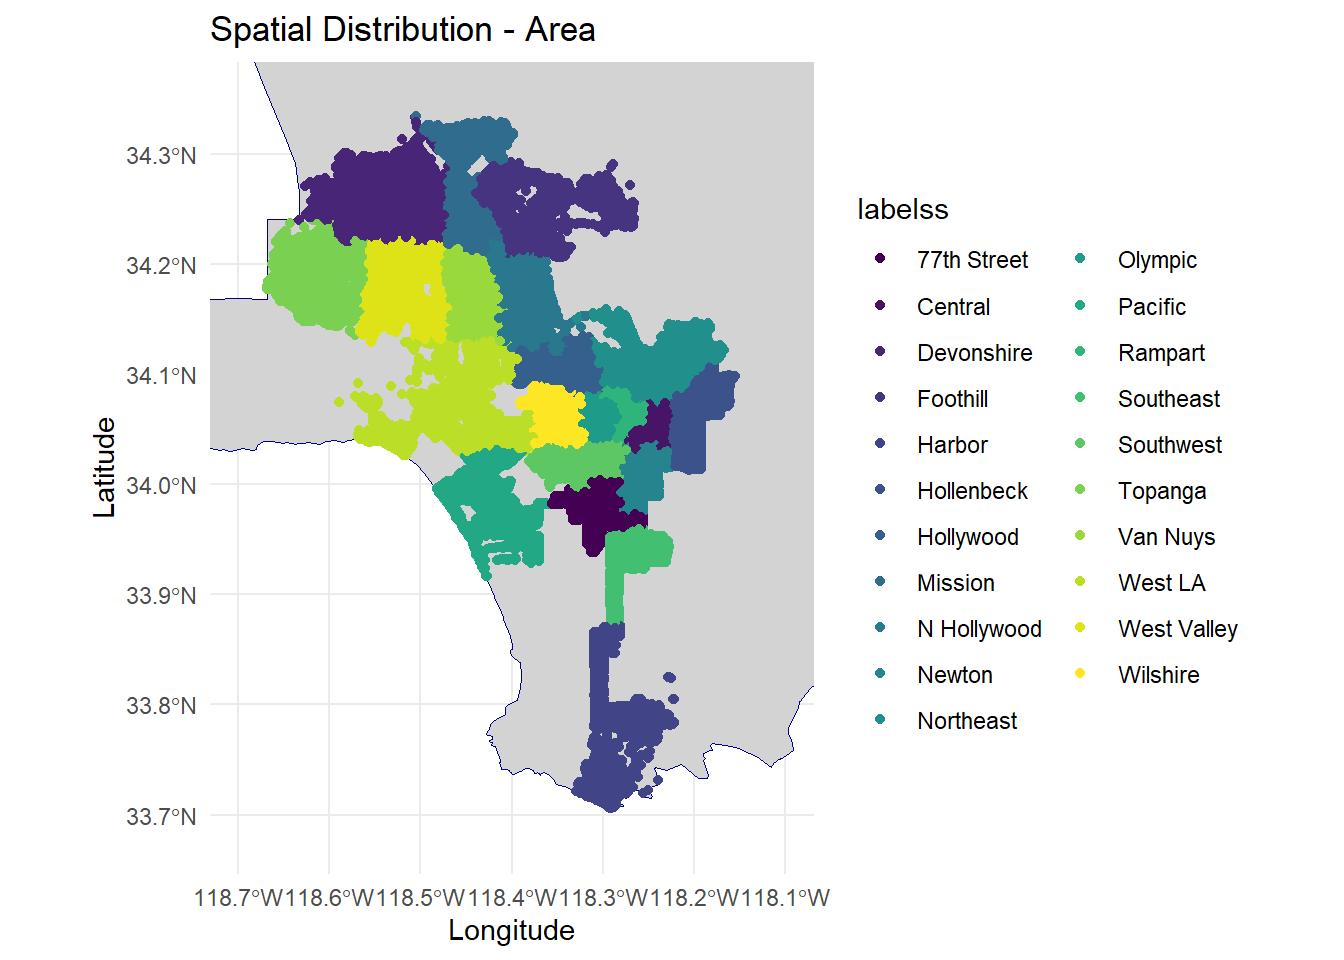 Spatial Distribution - Area
34.3°N
34.2°N
34.1°N
34.0°N
33.9°N
33.8°N
33.7°N
Latitude
118.7°W 118.6°W 118.5°W 118.4°W 118.3°W 118.2°W 118.1°W
Longitude
labelss
77th Street
Central
Devonshire
Foothill
Harbor
Hollenbeck
Hollywood
Mission
N Hollywood
Newton
Northeast
Olympic
Pacific
Rampart
Southeast
Southwest
Topanga
Van Nuys
West LA
West Valley
Wilshire